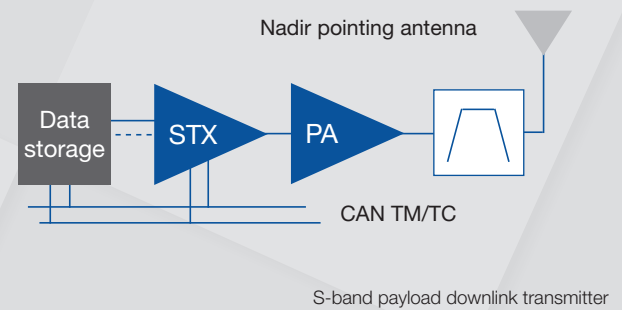 Nadir pointing antenna
Data
storage
STX
PA
CAN TM/TC
S-band payload downlink transmitter